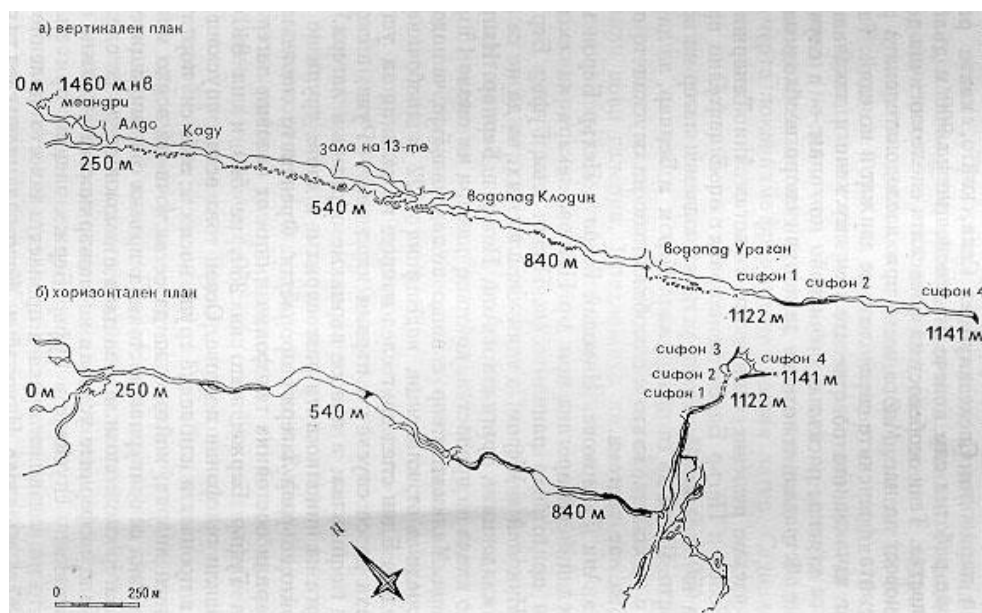 а) вертикален план
0 м 1460 м нв
меандри
Алдо
Каду
250 м
зала на 13-те
540 м
водопад Клодин
840 м
водопад Ураган
сифон 1
сифон 2
сифон 4
1122 м
1141 м
б) хоризонтален план
0 м
250 м
540 м
840 м
сифон 3
сифон 4
сифон 2
1141 м
сифон 1
1122 м
N
0 250 м